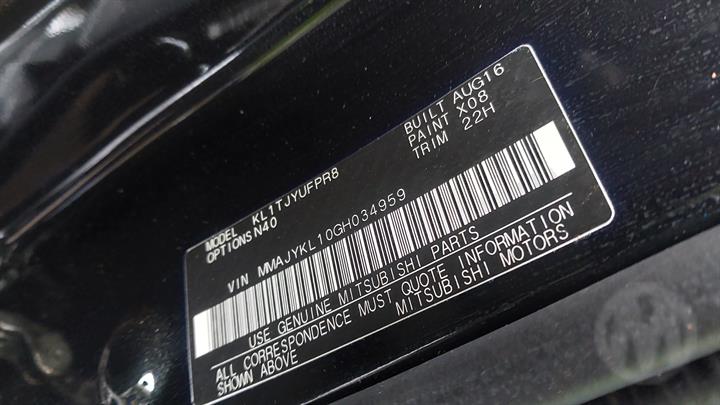 MODEL KL1TJYUFPR8
OPTIONS N40
BUILT AUG16
PAINT X08
TRIM 22H
VIN MMAJYKL10GH034959
USE GENUINE MITSUBISHI PARTS
ALL CORRESPONDENCE MUST QUOTE INFORMATION
SHOWN ABOVE
MITSUBISHI MOTORS